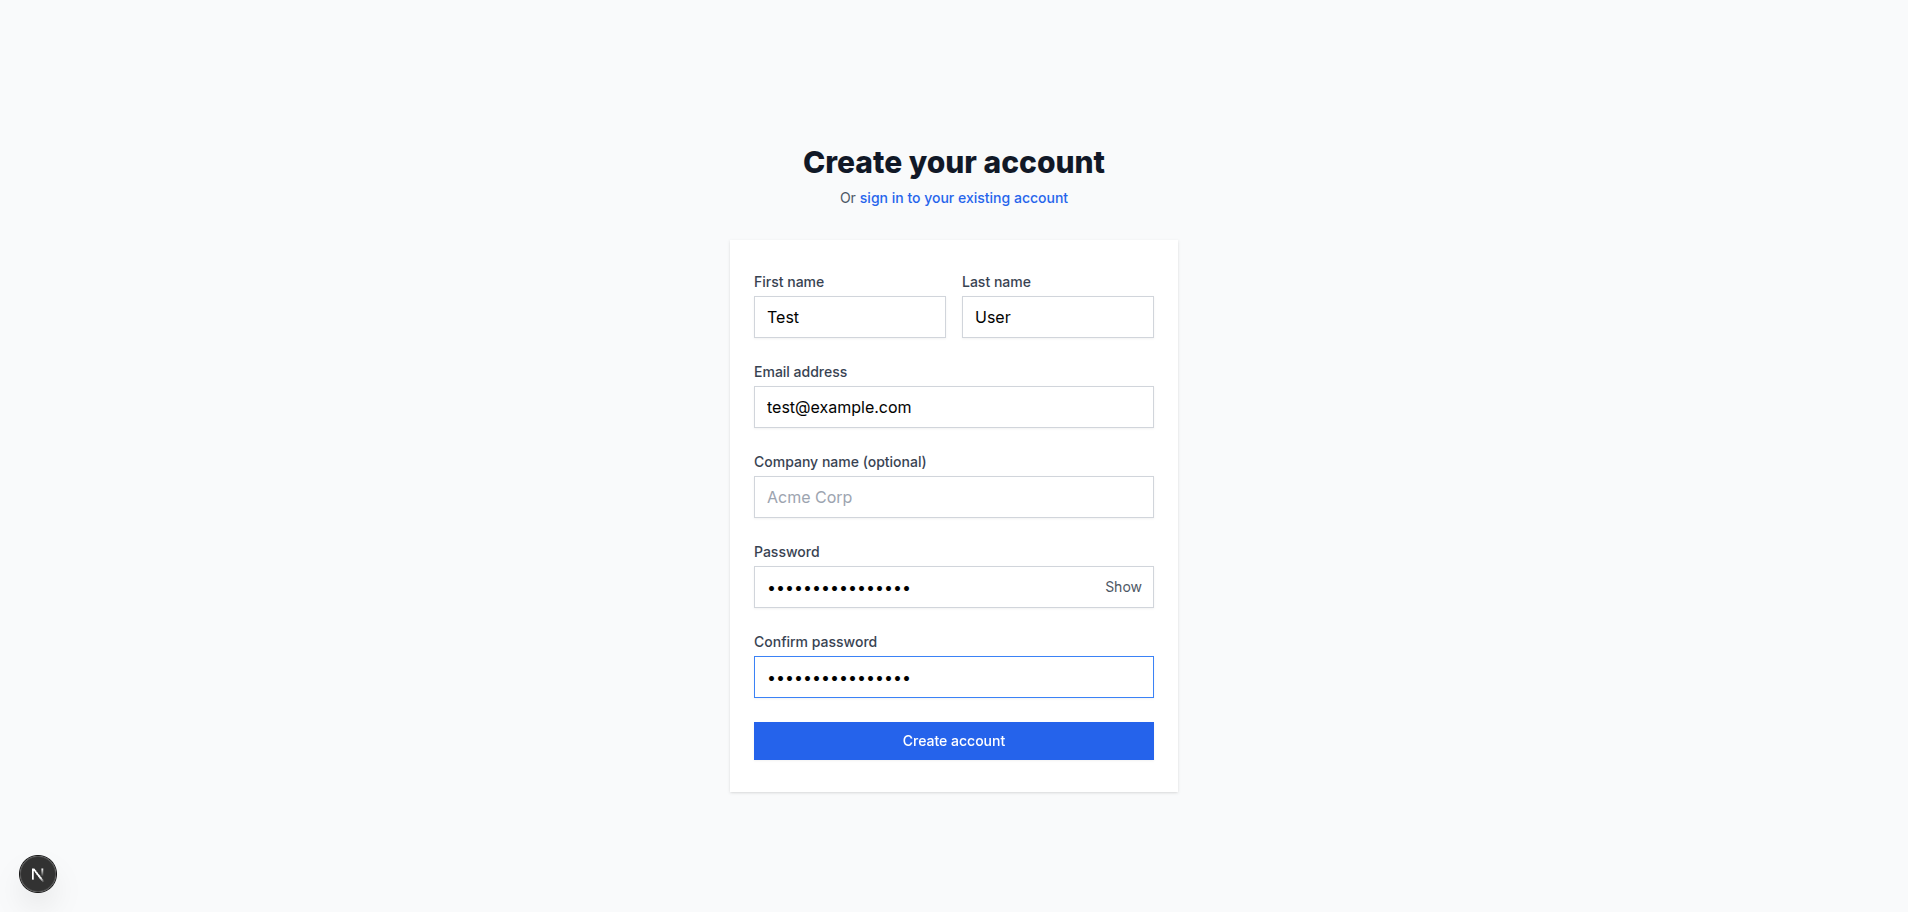 Create your account
Or sign in to your existing account
First name
Last name
Test
User
Email address
test@example.com
Company name (optional)
Acme Corp
Password
••••••••••••••••
Show
Confirm password
••••••••••••••••
Create account
N